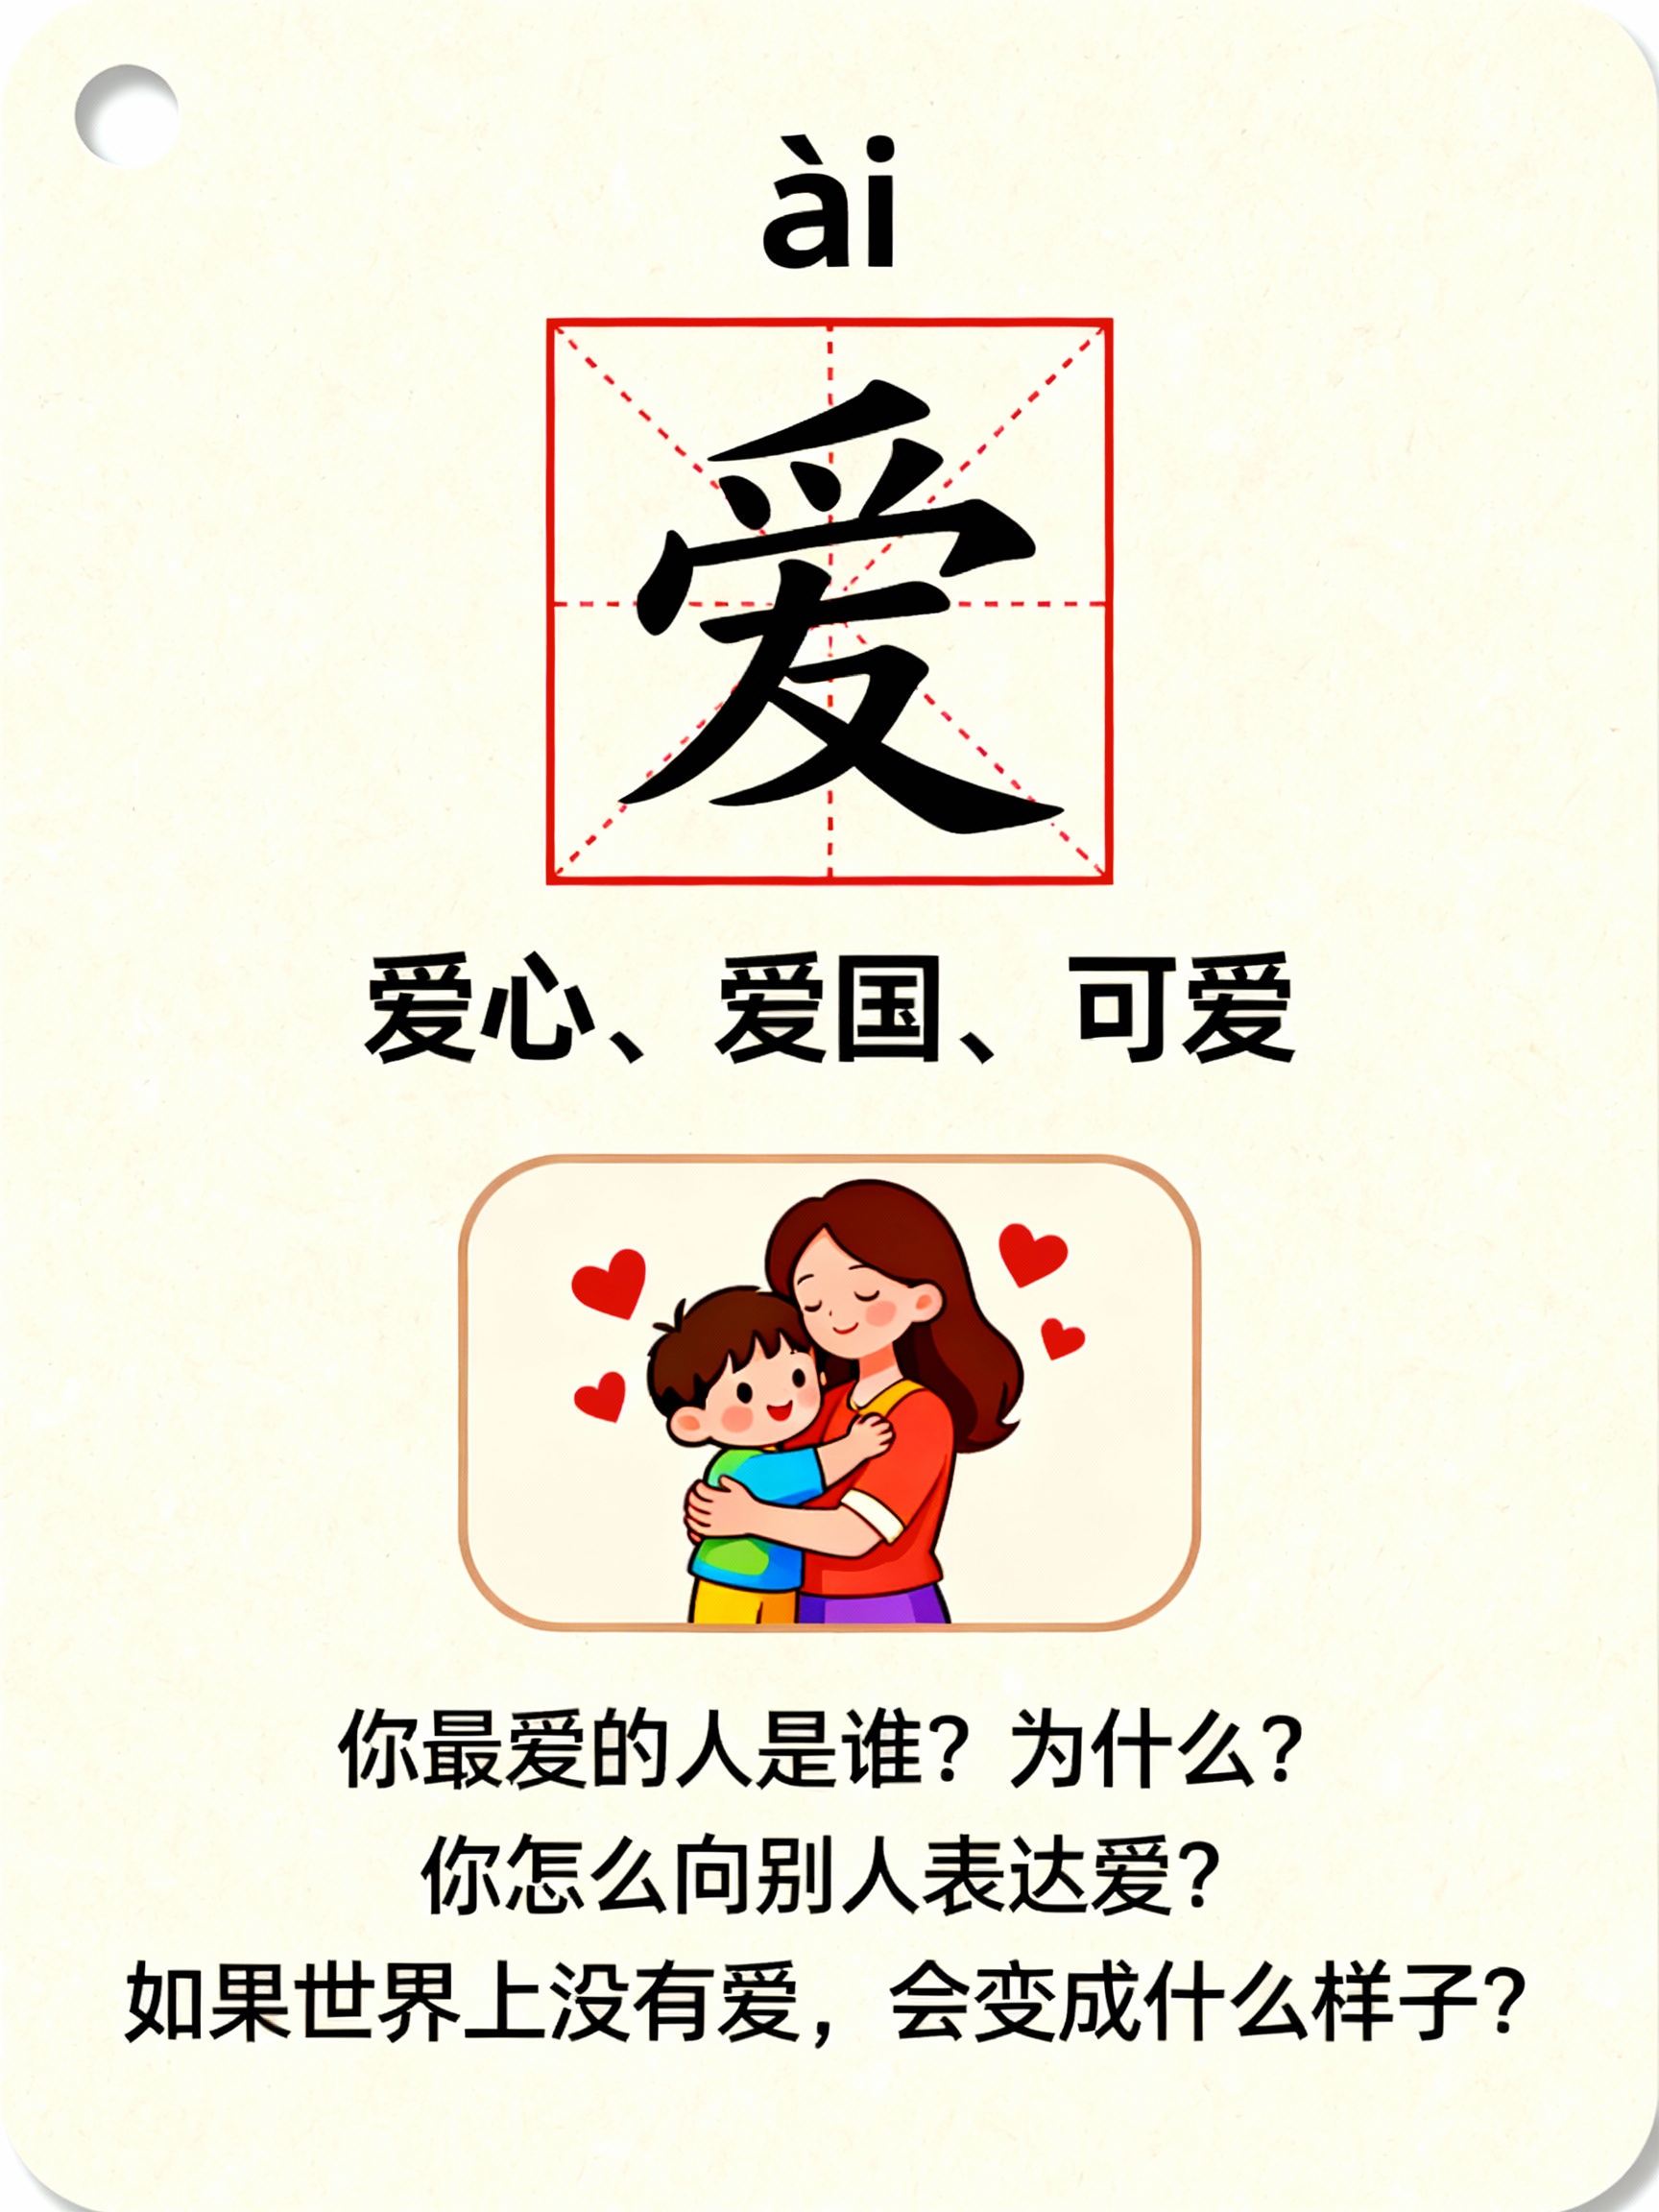 ài
爱
爱心、爱国、可爱
你最爱的人是谁？为什么？
你怎么向别人表达爱？
如果世界上没有爱，会变成什么样子？